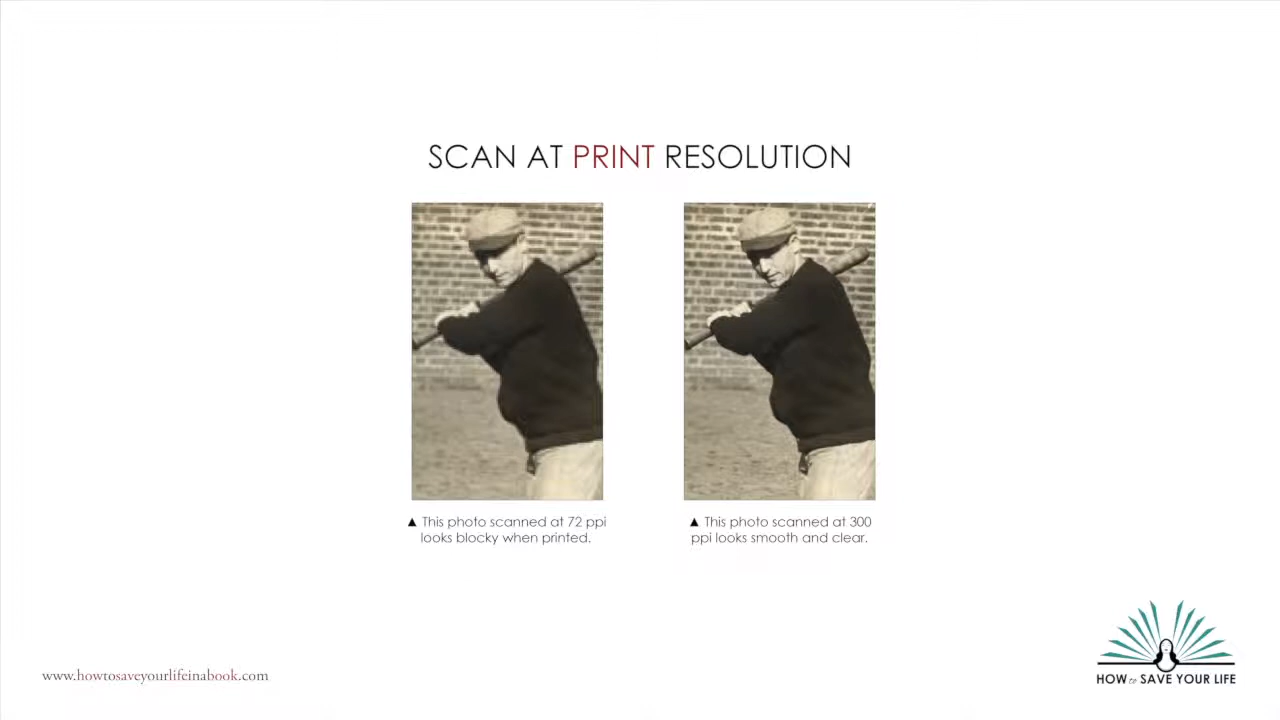 SCAN AT PRINT RESOLUTION
▲ This photo scanned at 72 ppi
looks blocky when printed.
▲ This photo scanned at 300
ppi looks smooth and clear.
www.howtosaveyourlifeinabook.com
HOW to SAVE YOUR LIFE